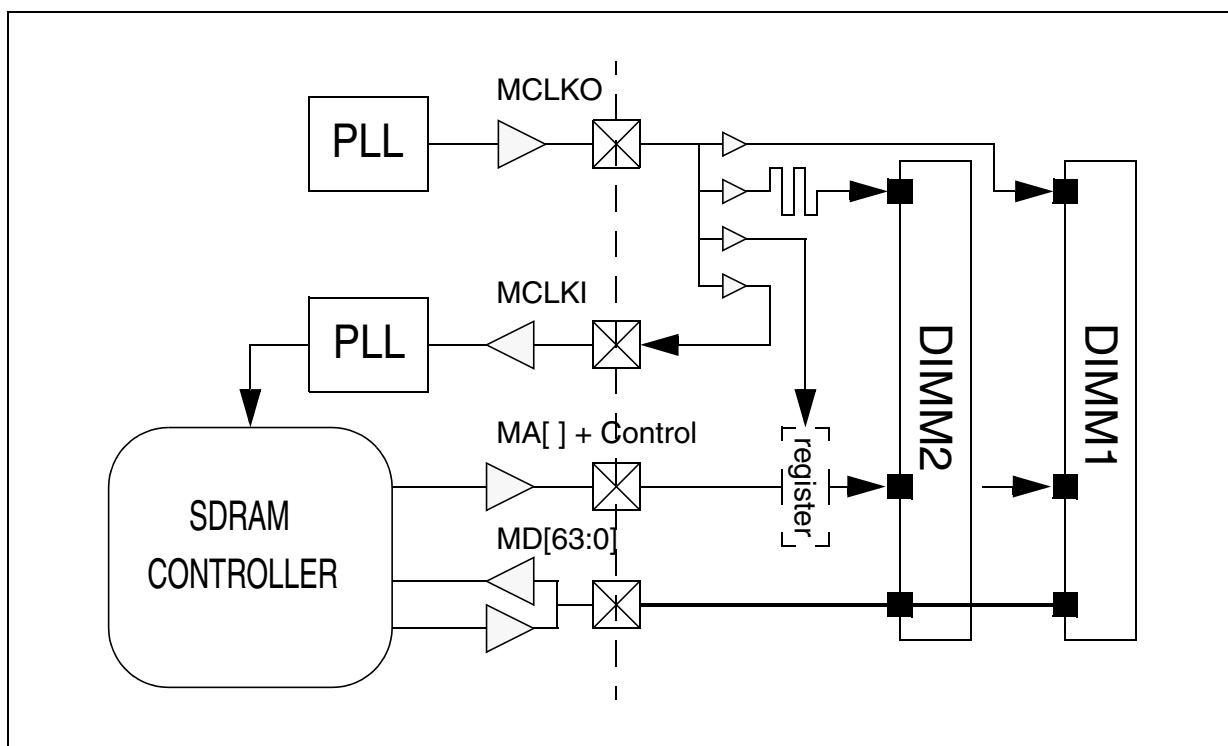 MCLKO
PLL
MCLKI
PLL
DIMM2
DIMM1
MA[ ] + Control
register
SDRAM
CONTROLLER
MD[63:0]